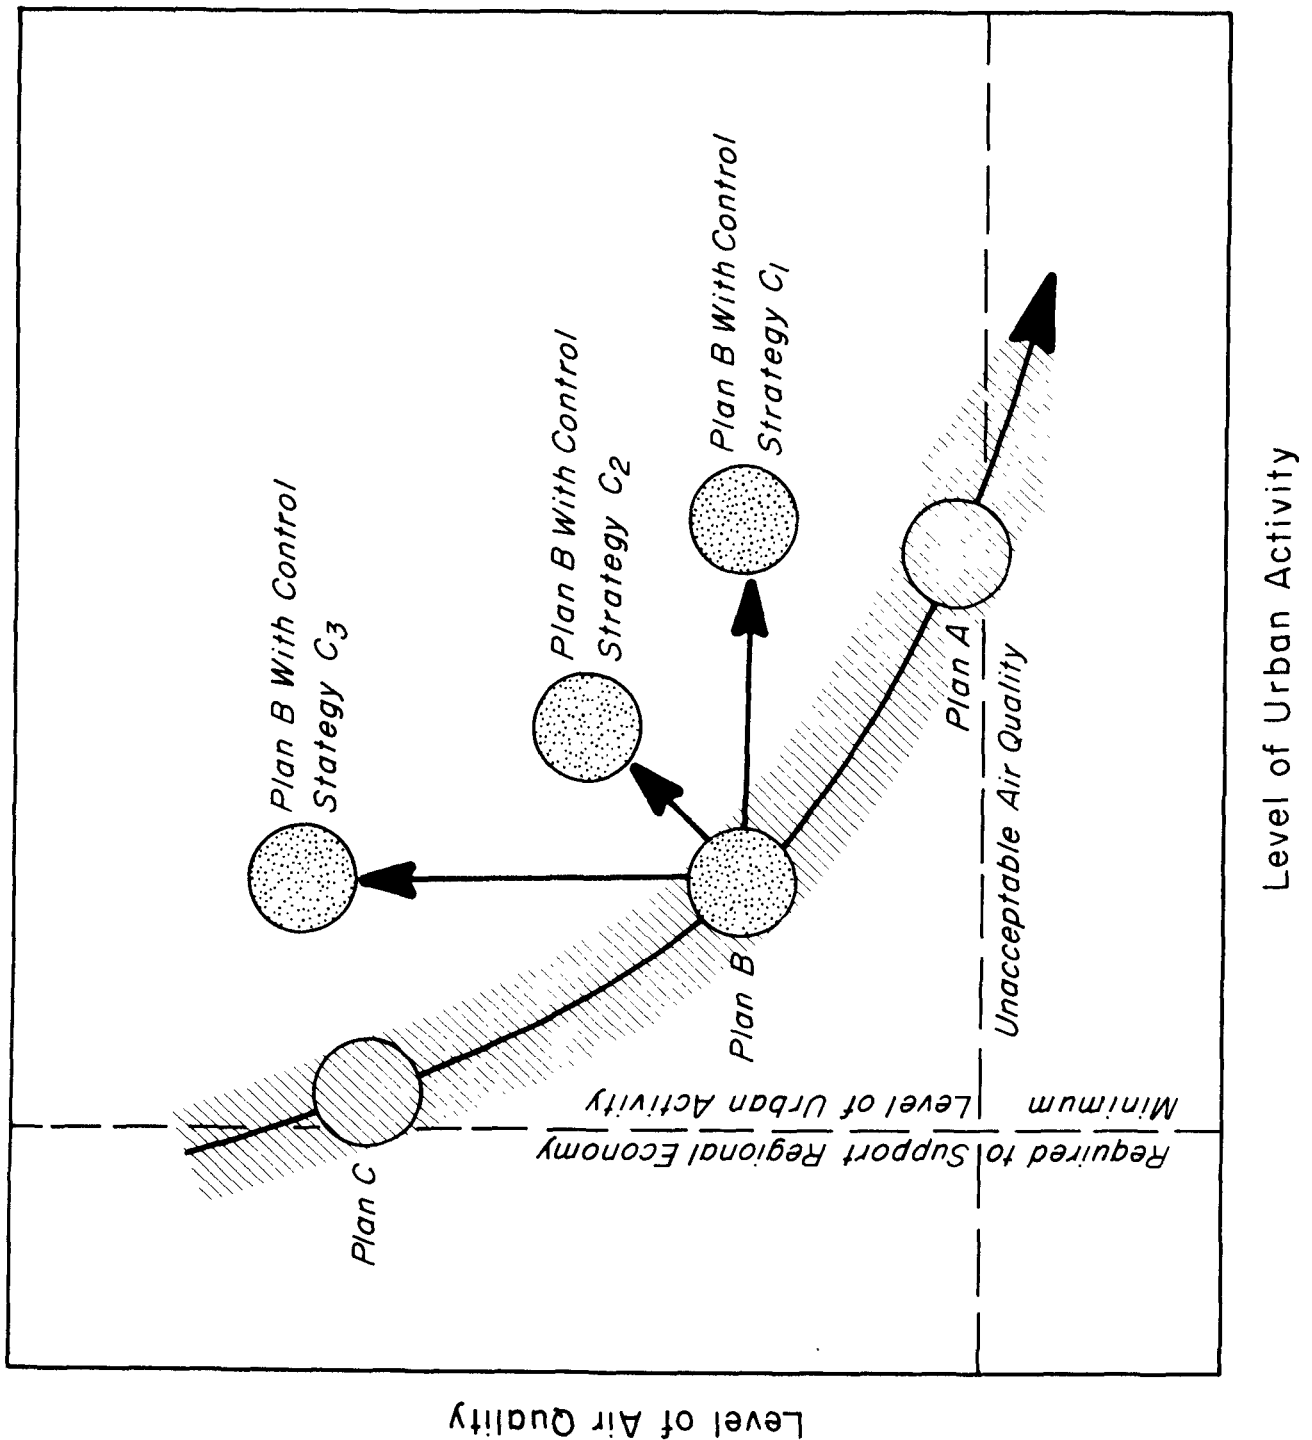 Plan B With Control
Stategy C3
Plan B With Control
Strategy C2
Plan B With Control
Strategy C1
Plan C
Plan B
Plan A
Unacceptable Air Quality
Minimum
Level of Urban Activity
Required to Support Regional Economy
Level of Air Quality
Level of Urban Activity